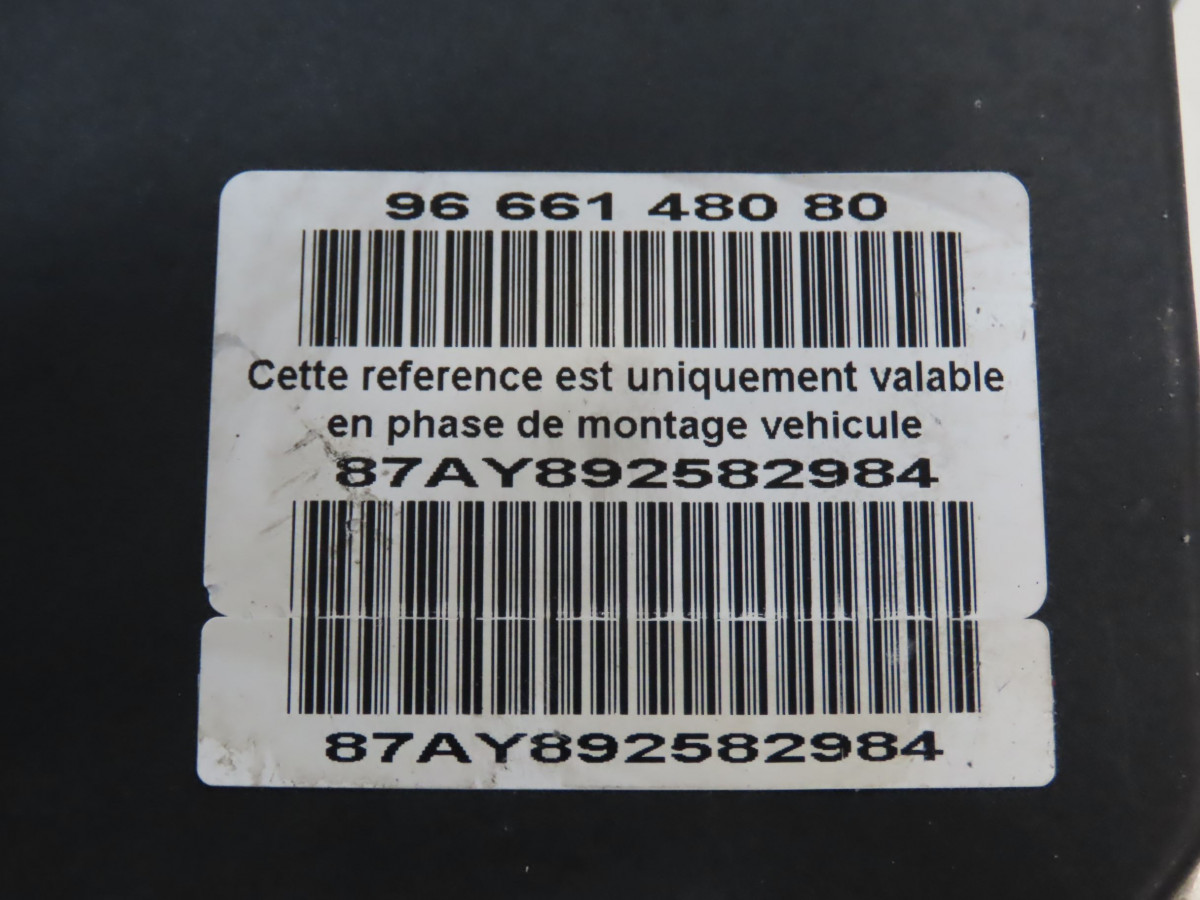 96 661 480 80
Cette reference est uniquement valable
en phase de montage vehicule
87AY892582984
87AY892582984